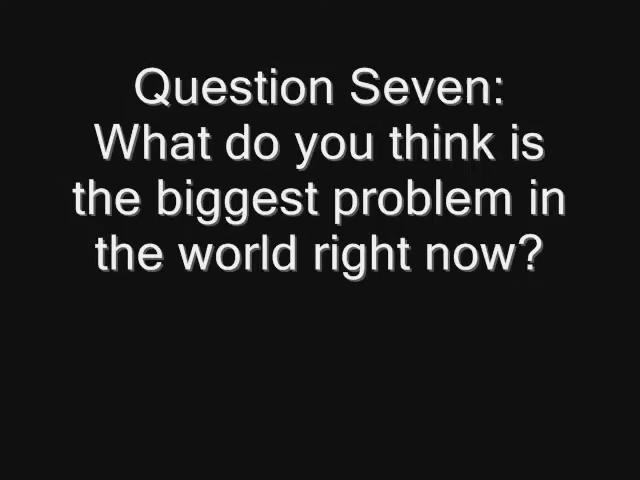 Question Seven:
What do you think is
the biggest problem in
the world right now?